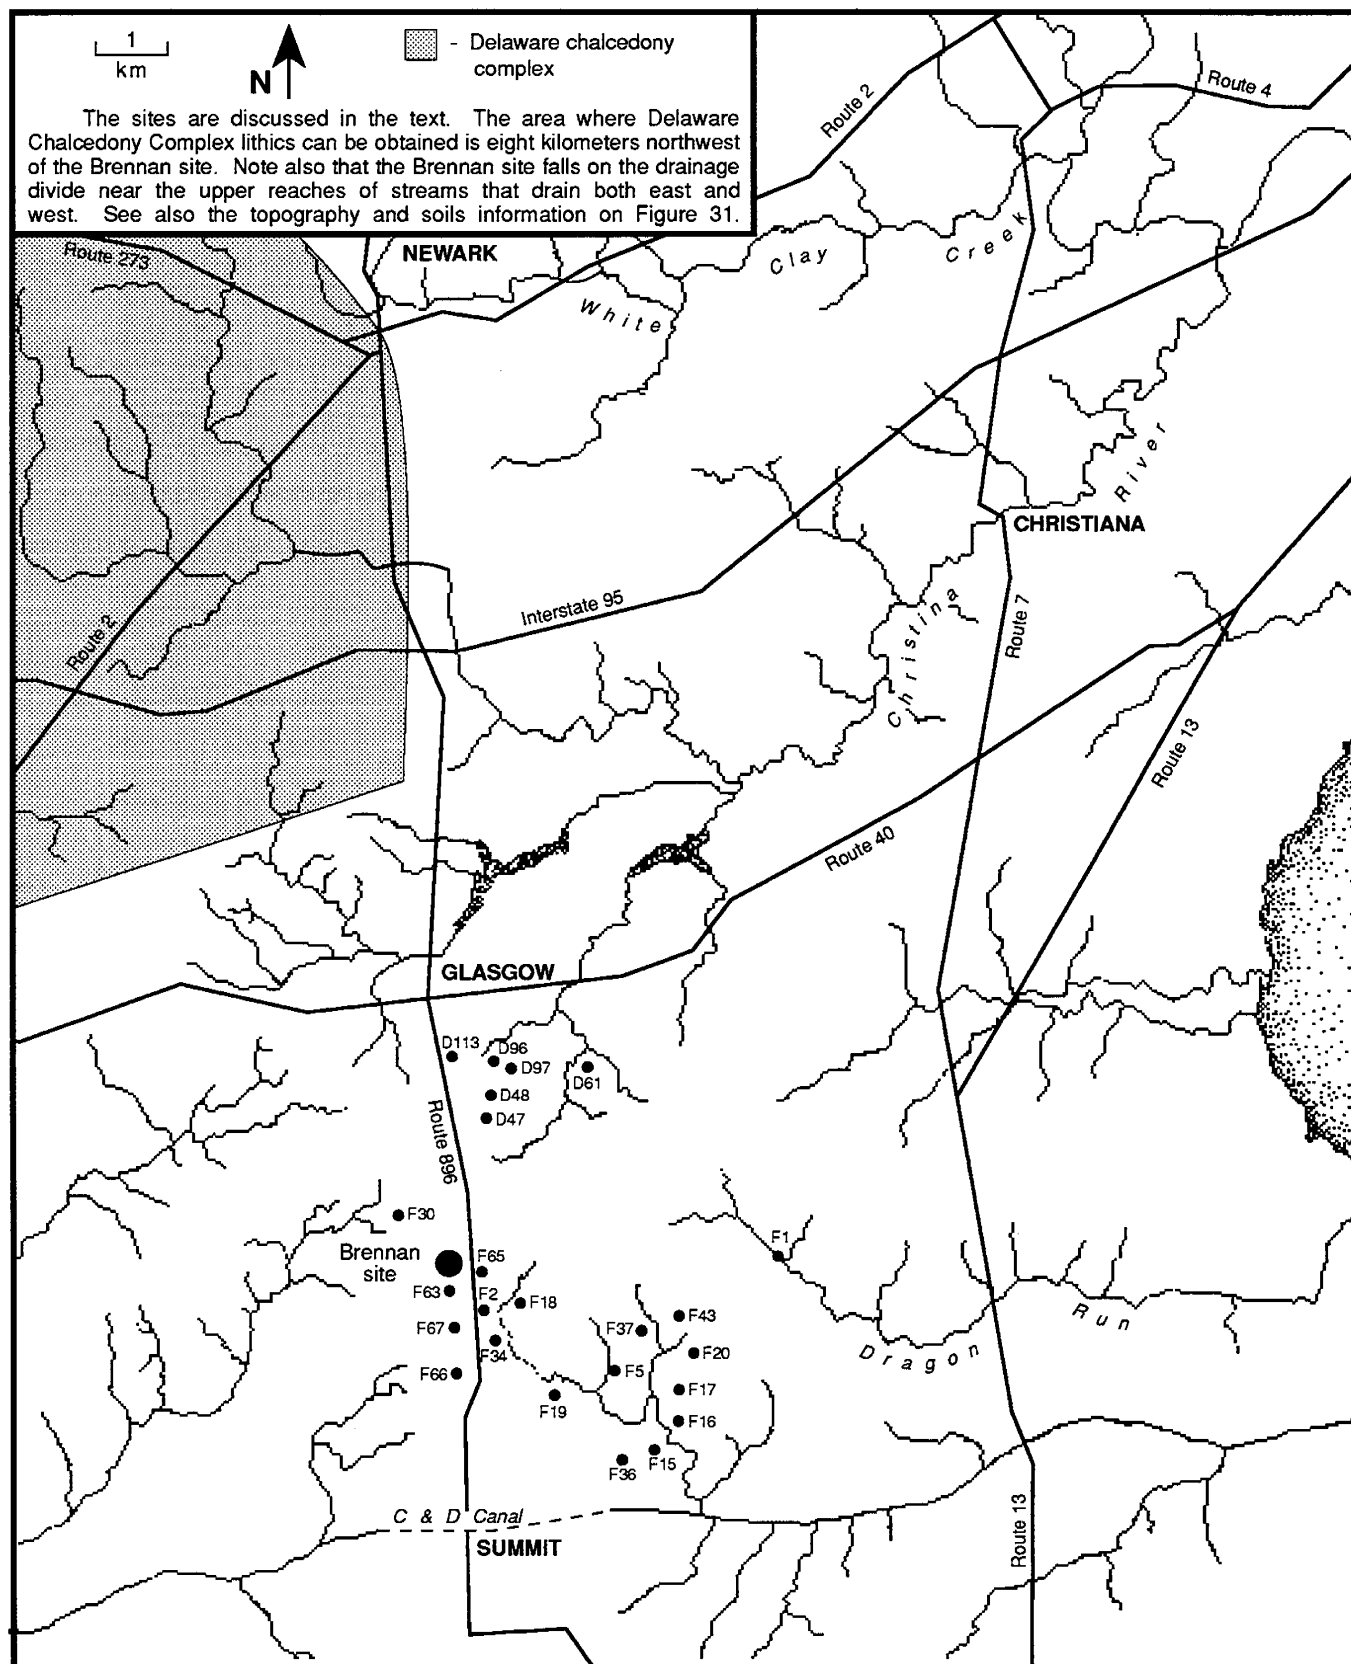 1
km
N
- Delaware chalcedony
complex
The sites are discussed in the text. The area where Delaware
Chalcedony Complex lithics can be obtained is eight kilometers northwest
of the Brennan site. Note also that the Brennan site falls on the drainage
divide near the upper reaches of streams that drain both east and
west. See also the topography and soils information on Figure 31.
Route 2
Route 4
Route 273
NEWARK
White
Clay
Creek
River
CHRISTIANA
Interstate 95
Route 2
Christina
Route 7
Route 13
Route 40
GLASGOW
D113
D96
D97
D61
D48
D47
Route 896
F30
Brennan
site
F65
F63
F2
F18
F1
F67
F34
F37
F43
F20
F66
F5
F17
F19
F16
F15
F36
Dragon
Run
C & D Canal
SUMMIT
Route 13